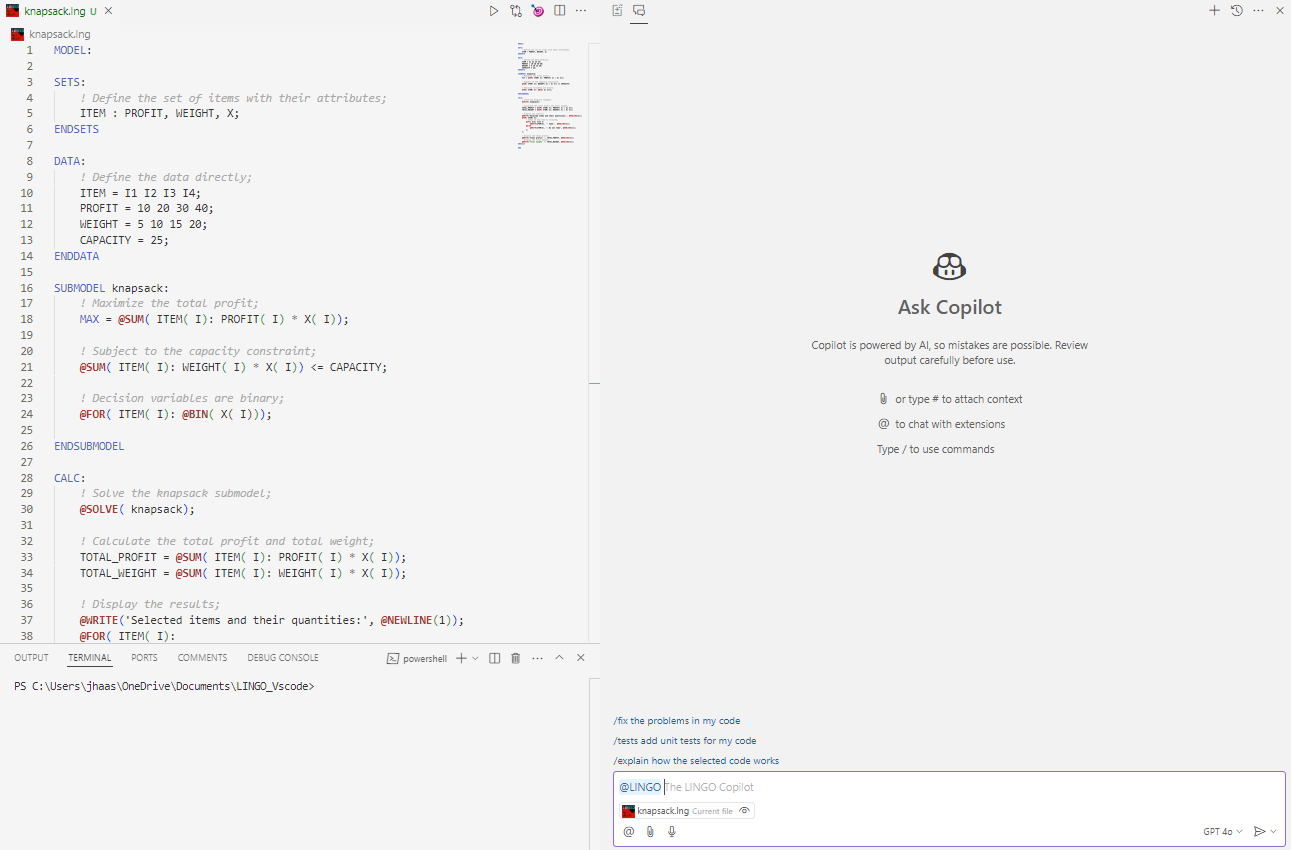 knapsack.lng U
knapsack.lng
1 MODEL:
2
3 SETS:
4 ! Define the set of items with their attributes;
5 ITEM : PROFIT, WEIGHT, X;
6 ENDSETS
7
8 DATA:
9 ! Define the data directly;
10 ITEM = I1 I2 I3 I4;
11 PROFIT = 10 20 30 40;
12 WEIGHT = 5 10 15 20;
13 CAPACITY = 25;
14 ENDDATA
15
16 SUBMODEL knapsack:
17 ! Maximize the total profit;
18 MAX = @SUM( ITEM( I): PROFIT( I) * X( I));
19
20 ! Subject to the capacity constraint;
21 @SUM( ITEM( I): WEIGHT( I) * X( I)) <= CAPACITY;
22
23 ! Decision variables are binary;
24 @FOR( ITEM( I): @BIN( X( I)));
25
26 ENDSUBMODEL
27
28 CALC:
29 ! Solve the knapsack submodel;
30 @SOLVE( knapsack);
31
32 ! Calculate the total profit and total weight;
33 TOTAL_PROFIT = @SUM( ITEM( I): PROFIT( I) * X( I));
34 TOTAL_WEIGHT = @SUM( ITEM( I): WEIGHT( I) * X( I));
35
36 ! Display the results;
37 @WRITE('Selected items and their quantities:', @NEWLINE(1));
38 @FOR( ITEM( I):
OUTPUT TERMINAL PORTS COMMENTS DEBUG CONSOLE powershell
PS C:\Users\jhaas\OneDrive\Documents\LINGO_Vscode>
Ask Copilot
Copilot is powered by AI, so mistakes are possible. Review
output carefully before use.
or type # to attach context
@ to chat with extensions
Type / to use commands
/fix the problems in my code
/tests add unit tests for my code
/explain how the selected code works
@LINGO The LINGO Copilot
knapsack.lng Current file
@ GPT 4o